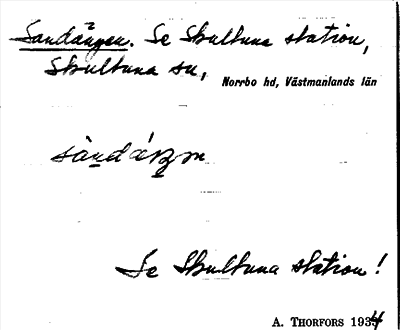 Sandängen. Se Skultuna station,
Skultuna sn,
Norrbo hd, Västmanlands län
Se Skultuna station!
A. THORFORS 1934